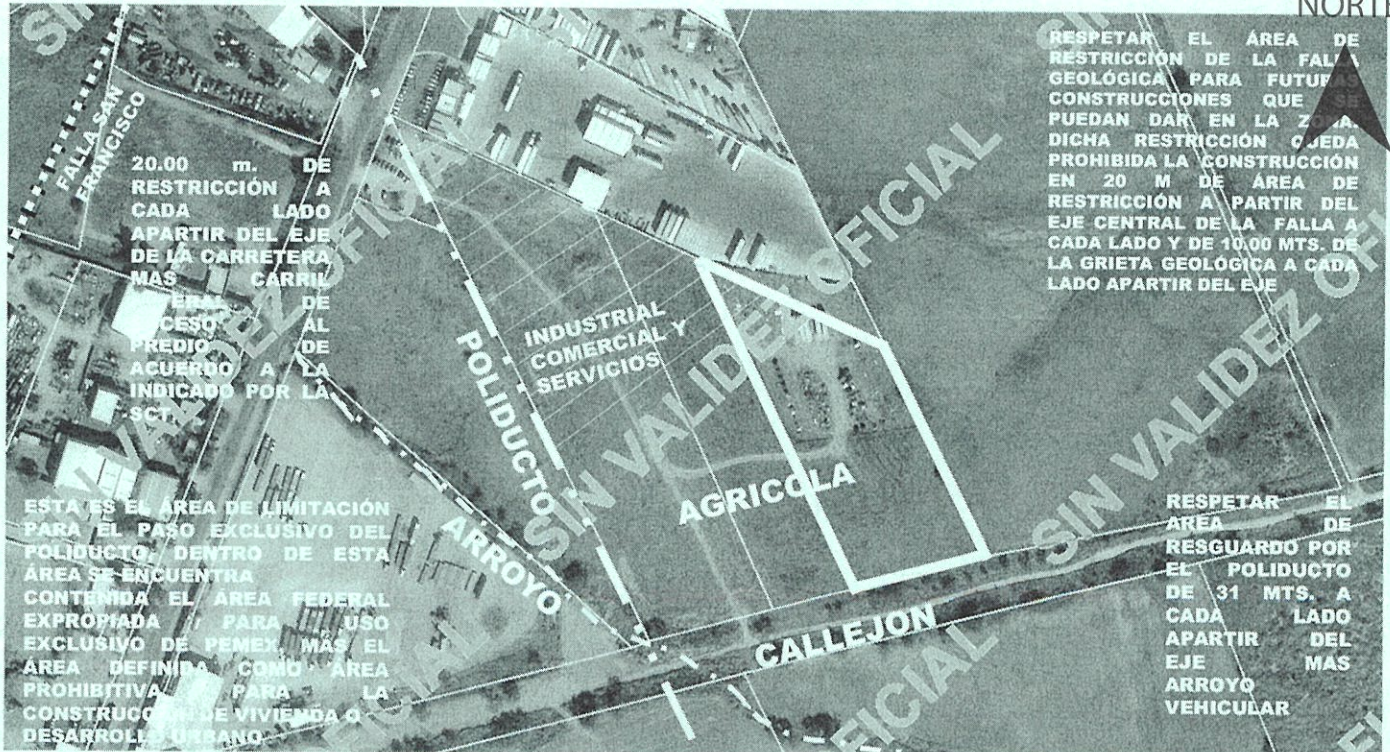 NORTE
RESPETAR EL ÁREA DE
RESTRICCIÓN DE LA FALLA
GEOLÓGICA PARA FUTURAS
CONSTRUCCIONES QUE SE
PUEDAN DAR EN LA ZONA.
DICHA RESTRICCIÓN QUEDA
PROHIBIDA LA CONSTRUCCIÓN
EN 20 M DE ÁREA DE
RESTRICCIÓN A PARTIR DEL
EJE CENTRAL DE LA FALLA A
CADA LADO Y DE 10.00 MTS. DE
LA GRIETA GEOLÓGICA A CADA
LADO APARTIR DEL EJE
FALLA SAN
FRANCISCO
20.00 m. DE
RESTRICCIÓN A
CADA LADO
APARTIR DEL EJE
DE LA CARRETERA
MAS CARRIL
DE
AL
PREDIO DE
ACUERDO A LA
INDICADO POR LA
SCT
INDUSTRIAL
COMERCIAL Y
SERVICIOS
POLIDUCTO
AGRICOLA
ARROYO
CALLEJON
ESTA ES EL ÁREA DE LIMITACIÓN
PARA EL PASO EXCLUSIVO DEL
POLIDUCTO, DENTRO DE ESTA
ÁREA SE ENCUENTRA
CONTENIDA EL ÁREA FEDERAL
EXPROPIADA PARA USO
EXCLUSIVO DE PEMEX, MAS EL
ÁREA DEFINIDA COMO ÁREA
PROHIBITIVA PARA LA
CONSTRUCCIÓN DE VIVIENDA O
DESARROLLO URBANO
RESPETAR EL
AREA DE
RESGUARDO POR
EL POLIDUCTO
DE 31 MTS. A
CADA LADO
APARTIR DEL
EJE MAS
ARROYO
VEHICULAR
SIN VALIDEZ OFICIAL
SIN VALIDEZ OFICIAL